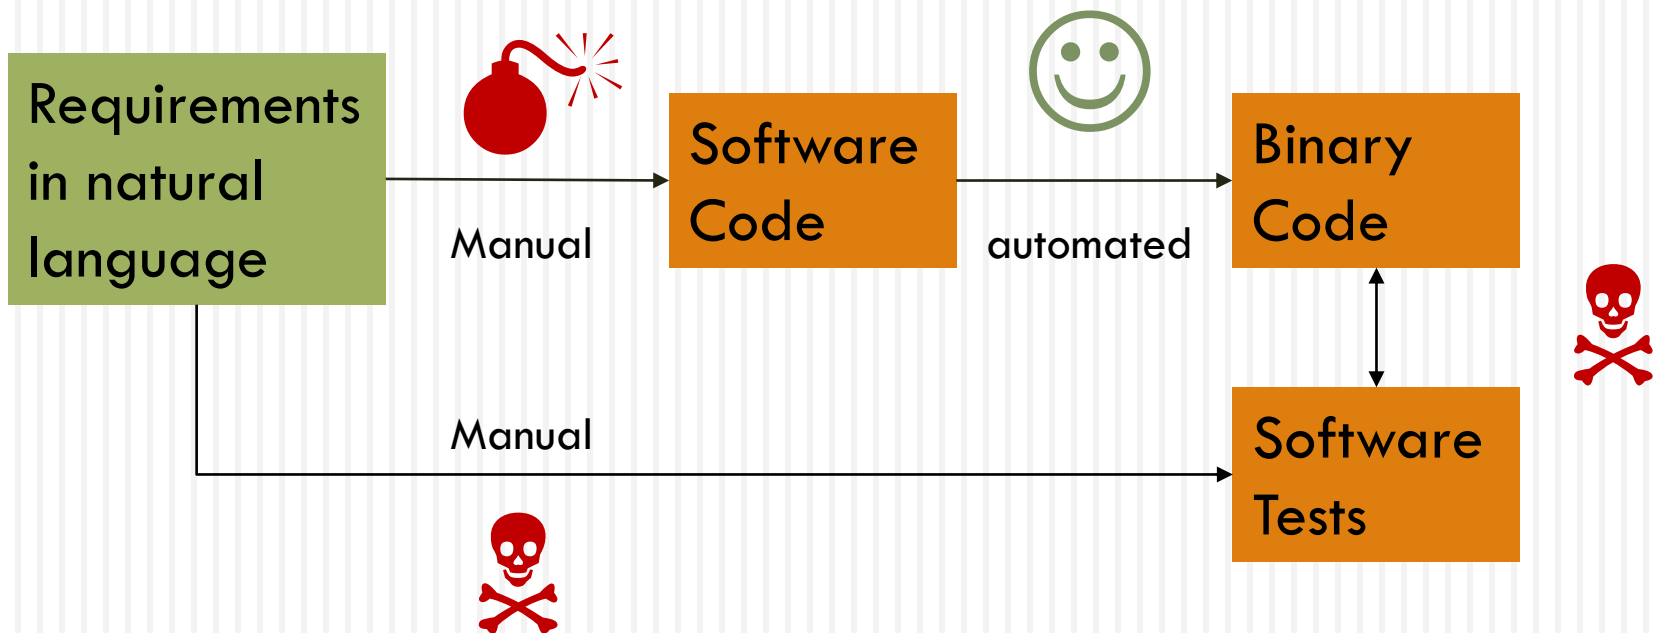 Requirements
in natural
language
Manual
Software
Code
automated
Binary
Code
Manual
Software
Tests